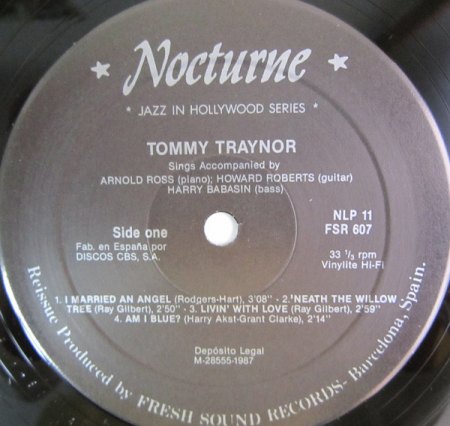 Nocturne
* JAZZ IN HOLLYWOOD SERIES *
TOMMY TRAYNOR
Sings Accompanied by
ARNOLD ROSS (piano); HOWARD ROBERTS (guitar)
HARRY BABASIN (bass)
Side one
Fab. en España por
DISCOS CBS, S.A.
NLP 11
FSR 607
33 1/3 rpm
Vinylite Hi-Fi
1. I MARRIED AN ANGEL (Rodgers-Hart), 3'08" - 2.'NEATH THE WILLOW
TREE (Ray Gilbert), 2'50" - 3. LIVIN' WITH LOVE (Ray Gilbert), 2'59"
4. AM I BLUE? (Harry Akst-Grant Clarke), 2'14"
Depósito Legal
M-28555-1987
Reissue Produced by FRESH SOUND RECORDS- Barcelona, Spain.